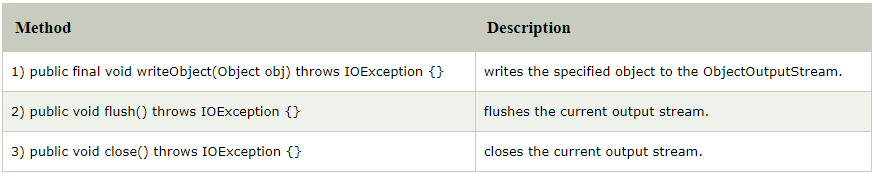 Method Description
1) public final void writeObject(Object obj) throws IOException {} writes the specified object to the ObjectOutputStream.
2) public void flush() throws IOException {} flushes the current output stream.
3) public void close() throws IOException {} closes the current output stream.